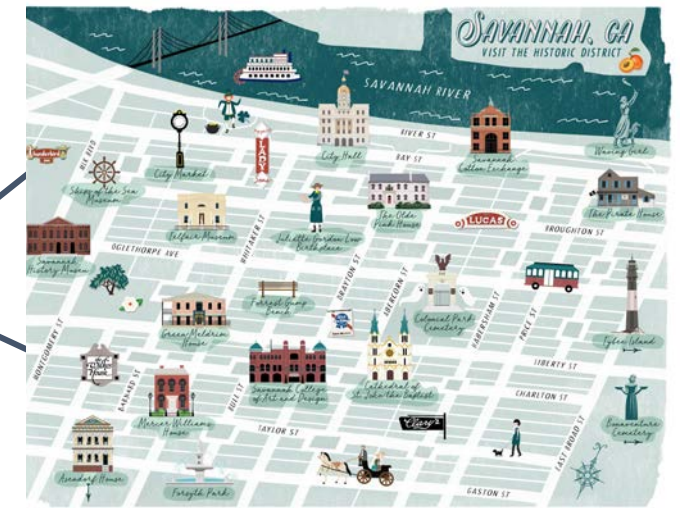 SAVANNAH, GA
VISIT THE HISTORIC DISTRICT
SAVANNAH RIVER
RIVER ST
BAY ST
City Hall
Savannah
Cotton Exchange
Waving Girl
MLK BLVD
Ships of the Sea
Museum
City Market
LADY
The Olde
Pink House
The Pirate House
LUCAS
BROUGHTON ST
Telfair Museum
WHITAKER ST
Juliette Gordon Low
Birthplace
OGLETHORPE AVE
Savannah
History Museu
DRAYTON ST
ABERCORN ST
Forrest Gump
Bench
Colonial Park
Cemetery
HABERSHAM ST
PRICE ST
Tybee Island
MONTGOMERY ST
Green Meldrim
House
LIBERTY ST
Savannah College
of Art and Design
Cathedral of
St John the Baptist
CHARLTON ST
BARNARD ST
BULL ST
Mercer Williams
House
TAYLOR ST
Clary's
Bonaventure
Cemetery
EAST BROAD ST
Asendorf House
Forsyth Park
GASTON ST